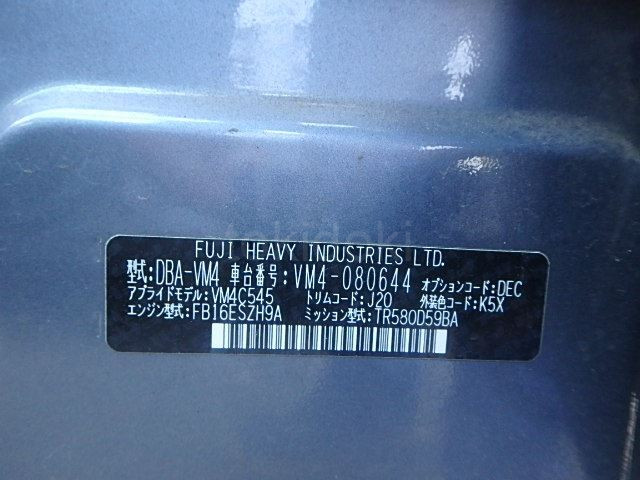 FUJI HEAVY INDUSTRIES LTD.
型式:DBA-VM4 車台番号:VM4-080644 オプションコード:DEC
アプライドモデル:VM4C545 トリムコード:J20 外装色コード:K5X
エンジン型式:FB16ESZH9A ミッション型式:TR580D59BA